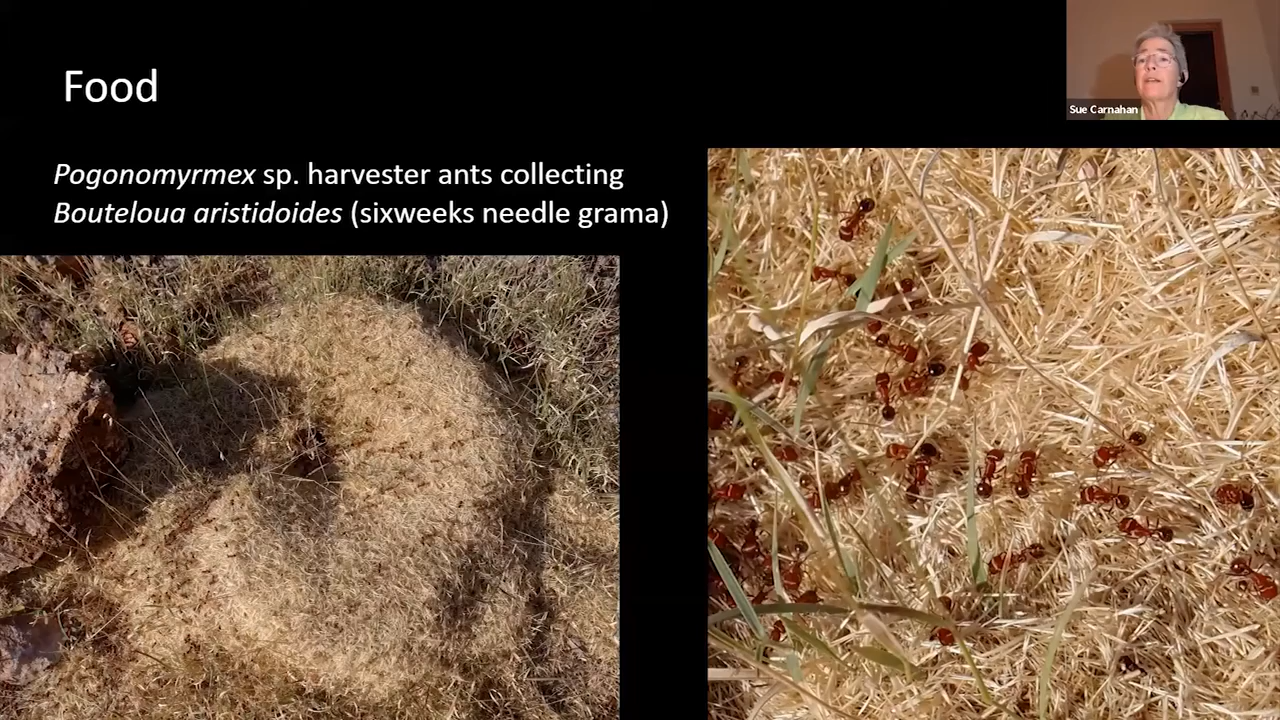 Food
Sue Carnahan
Pogonomyrmex sp. harvester ants collecting
Bouteloua aristidoides (sixweeks needle grama)